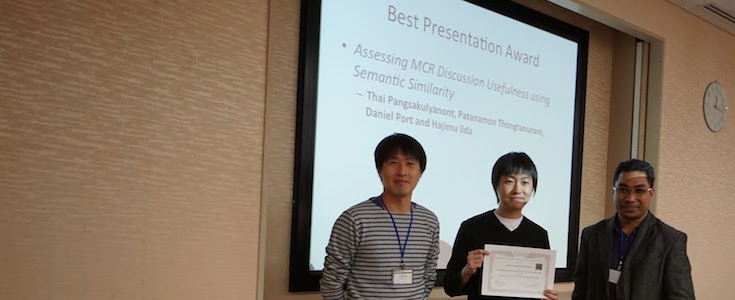 Best Presentation Award
• Assessing MCR Discussion Usefulness using
Semantic Similarity
– Thai Pangsakulyanont, Patanamon Thongtanunam,
Daniel Port and Hajimu Iida